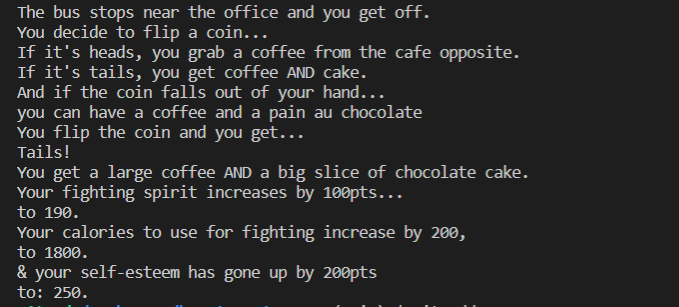 The bus stops near the office and you get off.
You decide to flip a coin...
If it's heads, you grab a coffee from the cafe opposite.
If it's tails, you get coffee AND cake.
And if the coin falls out of your hand...
you can have a coffee and a pain au chocolate
You flip the coin and you get...
Tails!
You get a large coffee AND a big slice of chocolate cake.
Your fighting spirit increases by 100pts...
to 190.
Your calories to use for fighting increase by 200,
to 1800.
& your self-esteem has gone up by 200pts
to: 250.